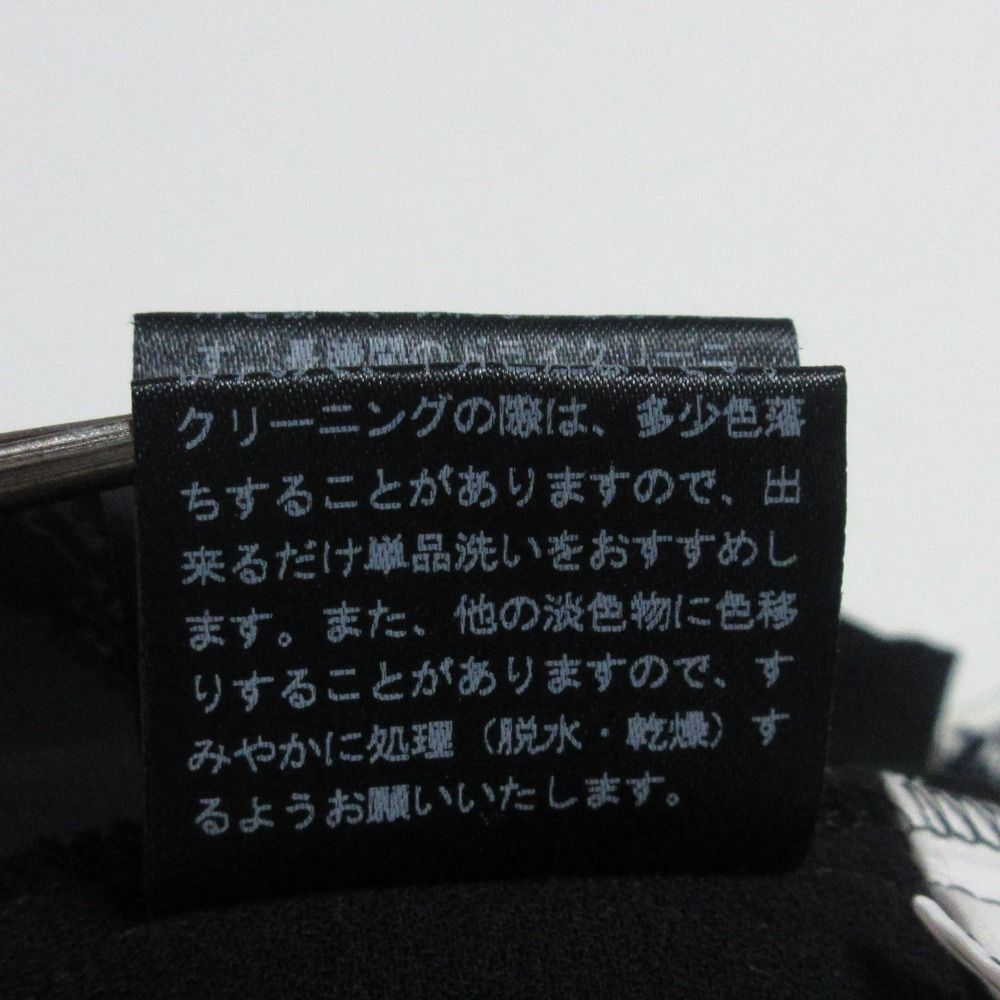 クリーニングの際は、多少色落
ちすることがありますので、出
来るだけ単品洗いをおすすめし
ます。また、他の淡色物に色移
りすることがありますので、す
みやかに処理（脱水・乾燥）す
るようお願いいたします。